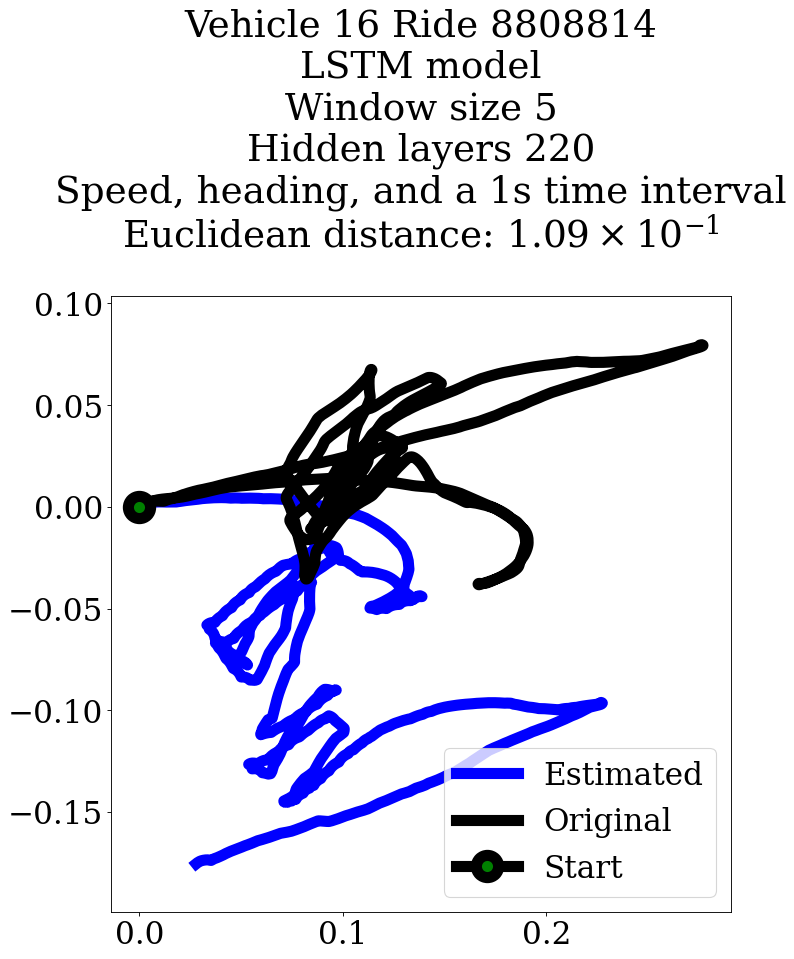 Vehicle 16 Ride 8808814
LSTM model
Window size 5
Hidden layers 220
Speed, heading, and a 1s time interval
Euclidean distance: 1.09 × 10⁻¹
0.10
0.05
0.00
−0.05
−0.10
−0.15
Estimated
Original
Start
0.0 0.1 0.2